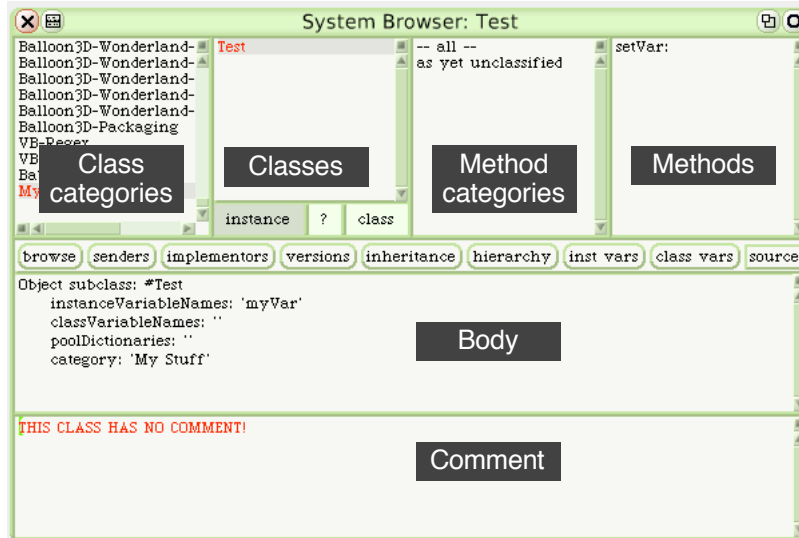 System Browser: Test
Balloon3D-Wonderland-
Balloon3D-Wonderland-
Balloon3D-Wonderland-
Balloon3D-Wonderland-
Balloon3D-Wonderland-
Balloon3D-Packaging
VB-Regex
VB
Bal
My
Class
categories
Test
Classes
instance ? class
-- all --
as yet unclassified
Method
categories
setVar:
Methods
browse senders implementors versions inheritance hierarchy inst vars class vars source
Object subclass: #Test
instanceVariableNames: 'myVar'
classVariableNames: ''
poolDictionaries: ''
category: 'My Stuff'
Body
THIS CLASS HAS NO COMMENT!
Comment